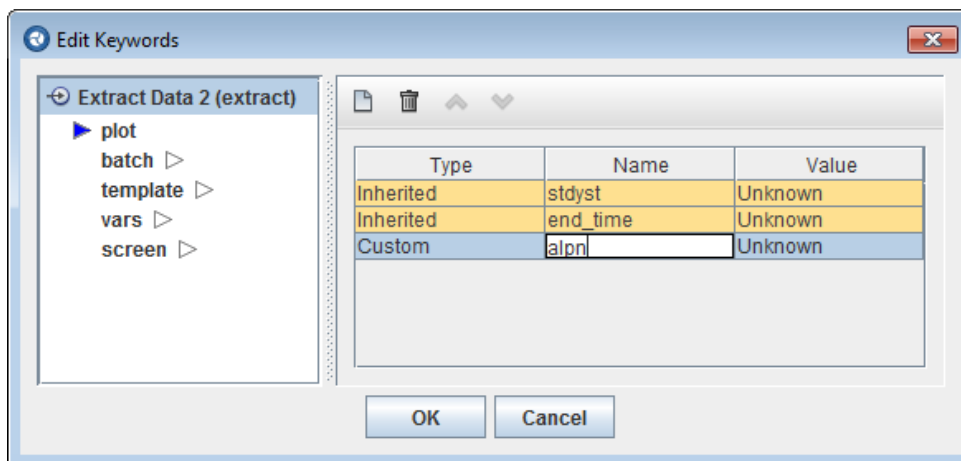 Edit Keywords
Extract Data 2 (extract)
plot
batch
template
vars
screen
Type Name Value
Inherited stdyst Unknown
Inherited end_time Unknown
Custom alpn Unknown
OK Cancel